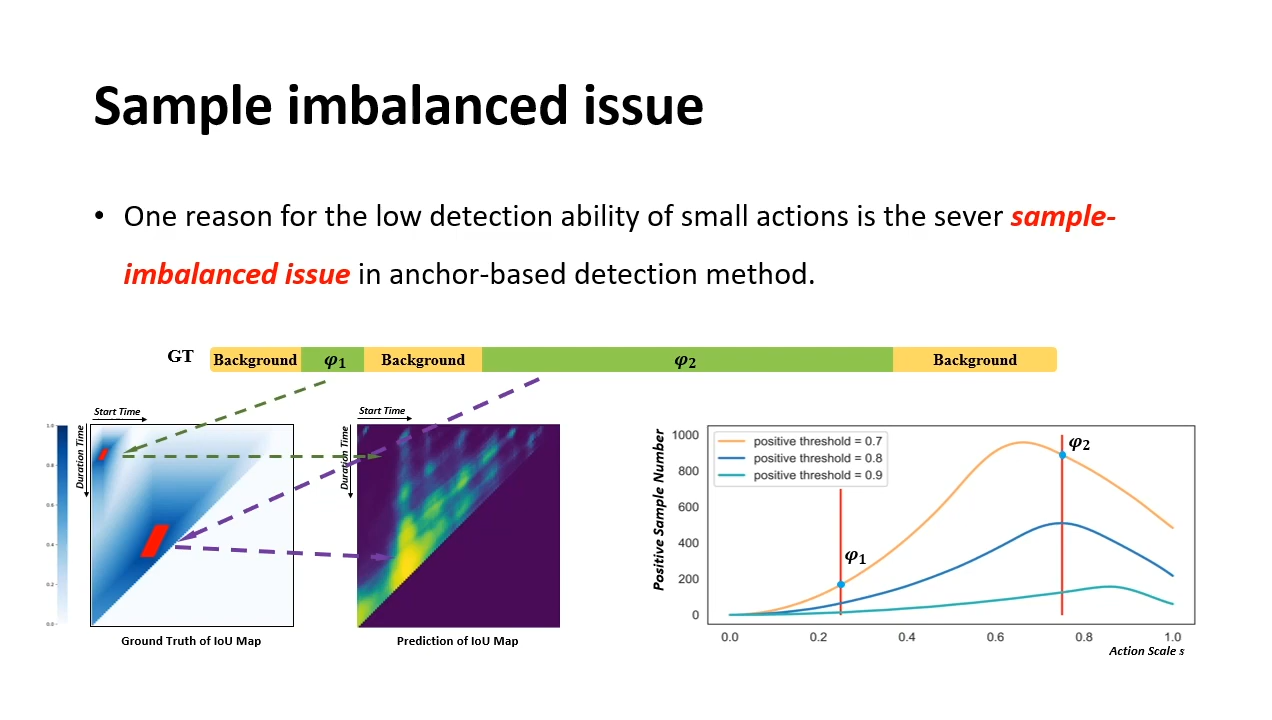 Sample imbalanced issue
• One reason for the low detection ability of small actions is the sever sample-
imbalanced issue in anchor-based detection method.
GT Background φ₁ Background φ₂ Background
Start Time
Duration Time
1.0
0.8
0.6
0.4
0.2
0.0
Ground Truth of IoU Map
Start Time
Duration Time
Prediction of IoU Map
Positive Sample Number
1000
800
600
400
200
0
positive threshold = 0.7
positive threshold = 0.8
positive threshold = 0.9
φ₁
φ₂
0.0 0.2 0.4 0.6 0.8 1.0
Action Scale s